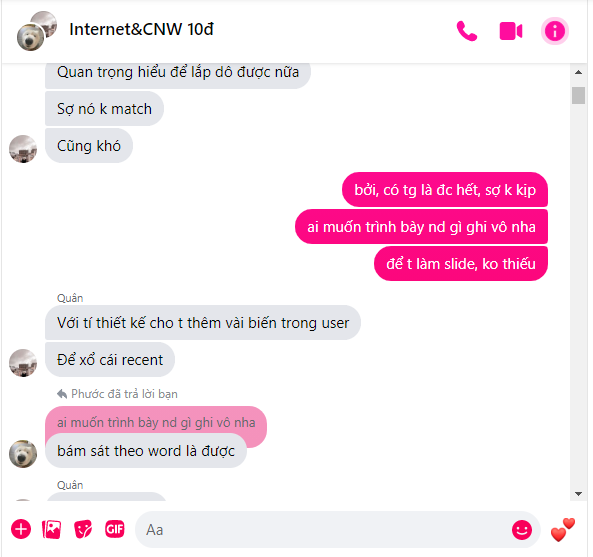 Internet&CNW 10đ
Quan trọng hiểu để lắp dô được nữa
Sợ nó k match
Cũng khó
bởi, có tg là đc hết, sợ k kịp
ai muốn trình bày nd gì ghi vô nha
để t làm slide, ko thiếu
Quân
Với tí thiết kế cho t thêm vài biến trong user
Để xổ cái recent
Phước đã trả lời bạn
ai muốn trình bày nd gì ghi vô nha
bám sát theo word là được
Quân
GIF
Aa